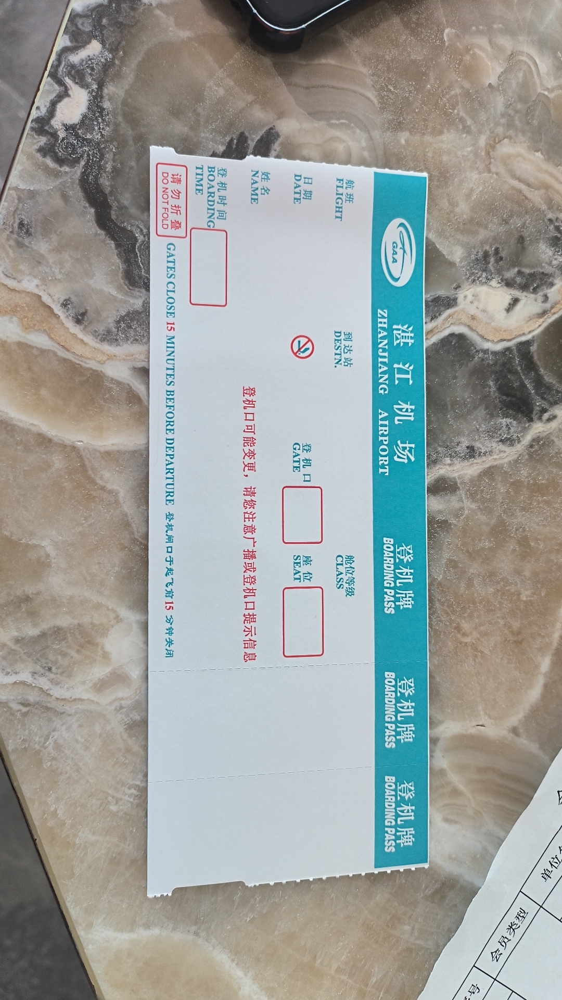 GAA
湛江机场
ZHANJIANG AIRPORT
登机牌
BOARDING PASS
登机牌
BOARDING PASS
登机牌
BOARDING PASS
航班
FLIGHT
到达站
DESTN.
舱位等级
CLASS
日期
DATE
登机口
GATE
座位
SEAT
姓名
NAME
登机口可能变更，请您注意广播或登机口提示信息
登机时间
BOARDING
TIME
请勿折叠
DO NOT FOLD
GATES CLOSE 15 MINUTES BEFORE DEPARTURE 登机闸口于起飞前15分钟关闭
单位
会员类型
号